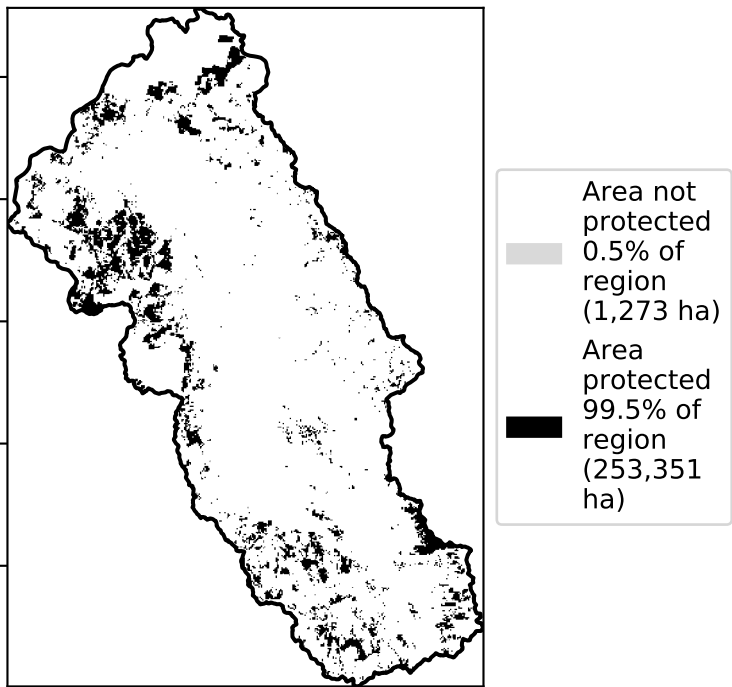 Area not
protected
0.5% of
region
(1,273 ha)
Area
protected
99.5% of
region
(253,351
ha)